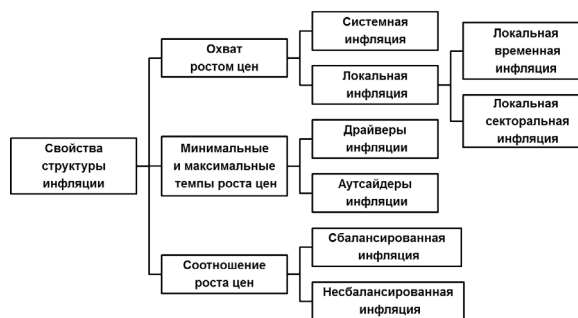 Свойства
структуры
инфляции
Охват
ростом цен
Системная
инфляция
Локальная
инфляция
Локальная
временная
инфляция
Локальная
секторальная
инфляция
Минимальные
и максимальные
темпы роста цен
Драйверы
инфляции
Аутсайдеры
инфляции
Соотношение
роста цен
Сбалансированная
инфляция
Несбалансированная
инфляция